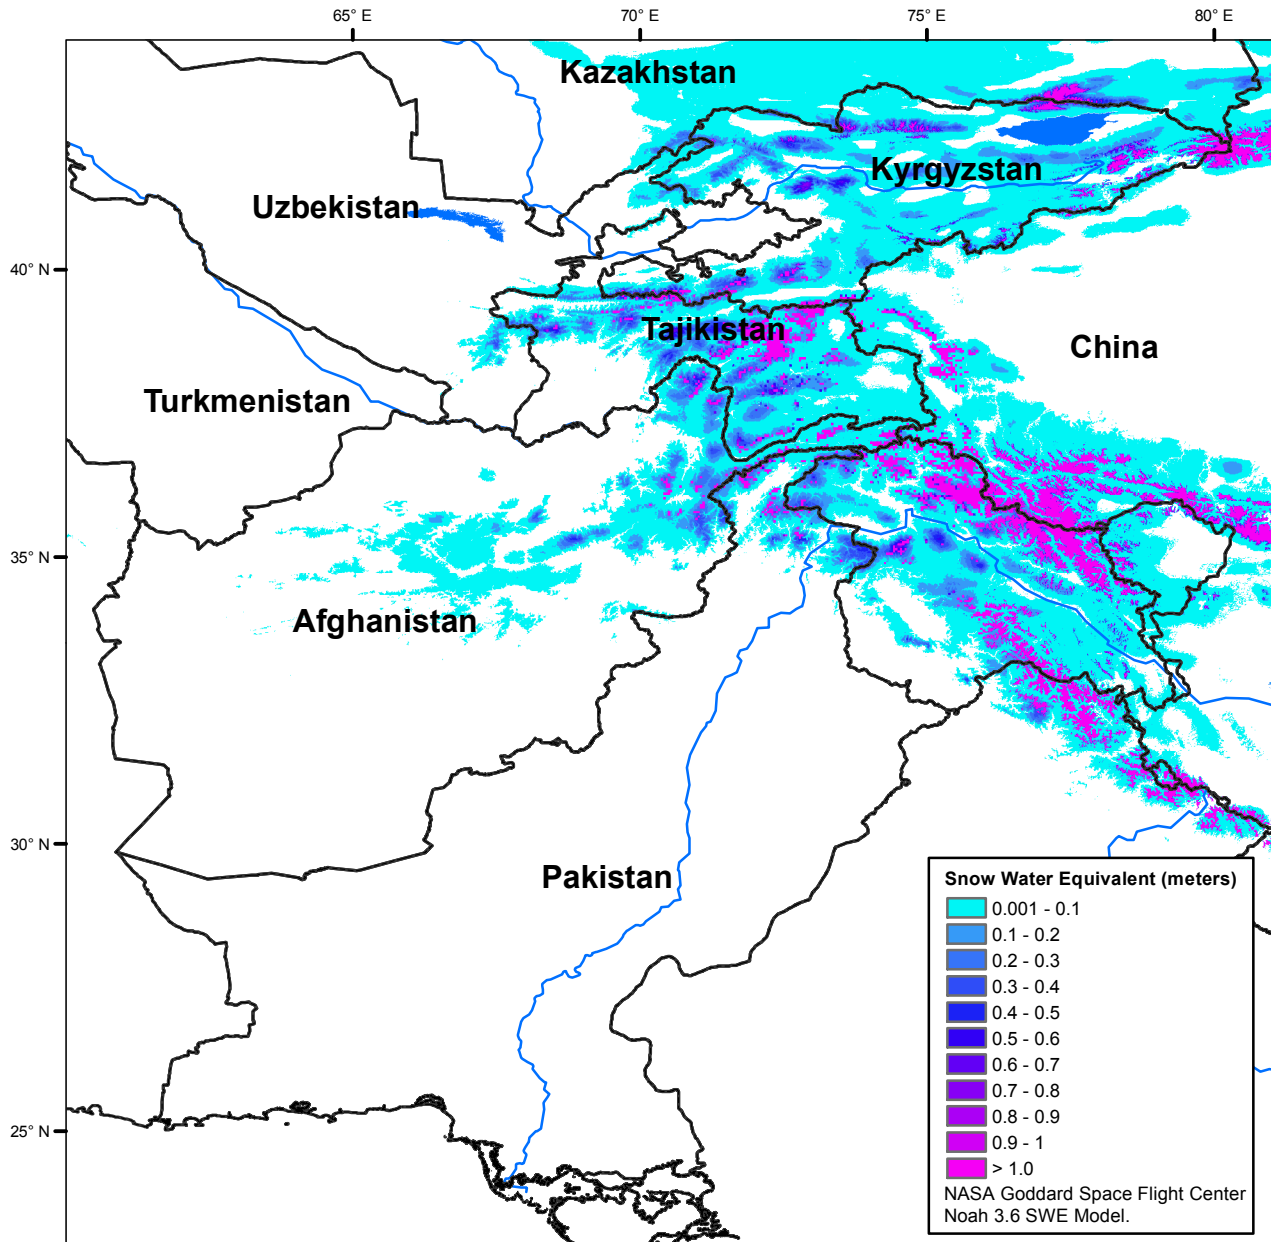 65° E
70° E
75° E
80° E
Kazakhstan
Kyrgyzstan
Uzbekistan
40° N
Tajikistan
China
Turkmenistan
35° N
Afghanistan
30° N
Pakistan
Snow Water Equivalent (meters)
0.001 - 0.1
0.1 - 0.2
0.2 - 0.3
0.3 - 0.4
0.4 - 0.5
0.5 - 0.6
0.6 - 0.7
0.7 - 0.8
0.8 - 0.9
0.9 - 1
> 1.0
NASA Goddard Space Flight Center
Noah 3.6 SWE Model.
25° N